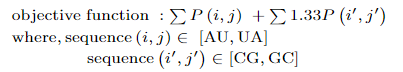 objective function : ∑ P (i, j) + ∑ 1.33P (i′, j′)
where, sequence (i, j) ∈ [AU, UA]
sequence (i′, j′) ∈ [CG, GC]